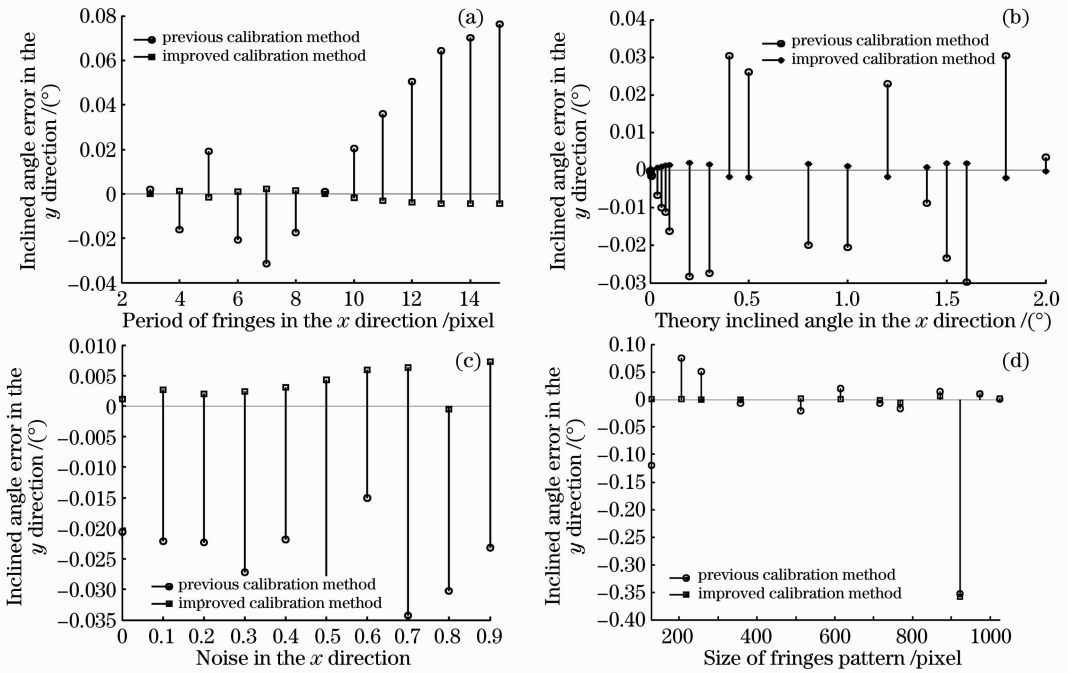 (a)
0.08
0.06
0.04
0.02
0
−0.02
−0.04
Inclined angle error in the
y direction /(°)
previous calibration method
improved calibration method
2 4 6 8 10 12 14
Period of fringes in the x direction /pixel
(b)
0.04
0.03
0.02
0.01
0
−0.01
−0.02
−0.03
Inclined angle error in the
y direction /(°)
previous calibration method
improved calibration method
0 0.5 1.0 1.5 2.0
Theory inclined angle in the x direction /(°)
(c)
0.010
0.005
0
−0.005
−0.010
−0.015
−0.020
−0.025
−0.030
−0.035
Inclined angle error in the
y direction /(°)
previous calibration method
improved calibration method
0 0.1 0.2 0.3 0.4 0.5 0.6 0.7 0.8 0.9
Noise in the x direction
(d)
0.10
0.05
0
−0.05
−0.10
−0.15
−0.20
−0.25
−0.30
−0.35
−0.40
Inclined angle error in the
y direction /(°)
previous calibration method
improved calibration method
200 400 600 800 1000
Size of fringes pattern /pixel